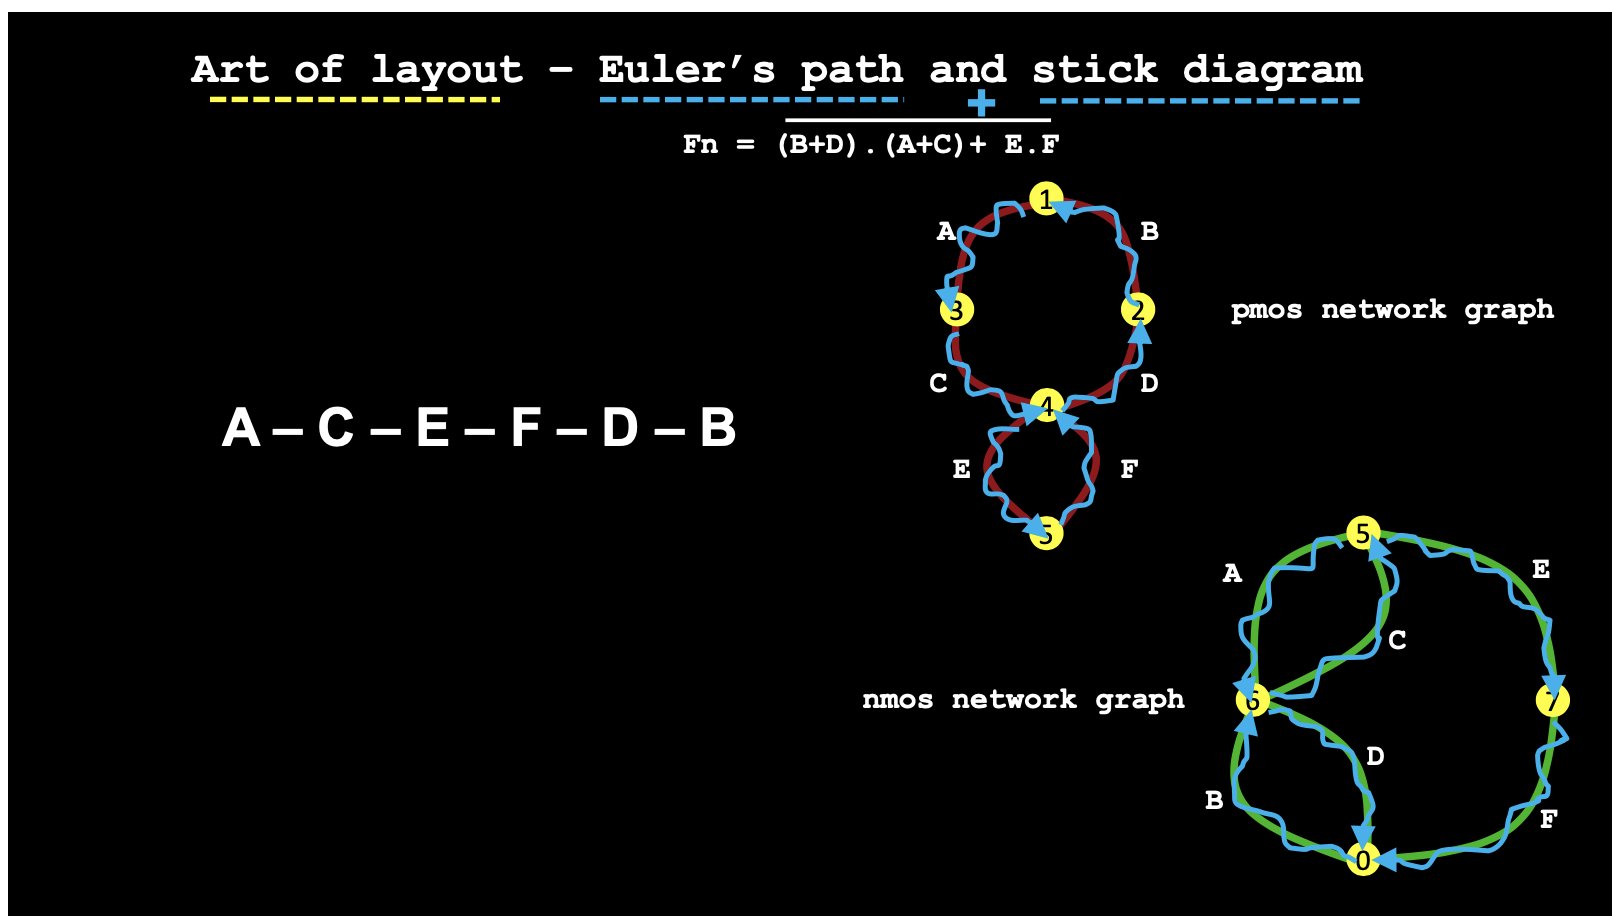 Art of layout – Euler’s path and stick diagram
+
Fn = (B+D).(A+C)+ E.F
1
A
B
3
2
pmos network graph
C
D
4
A – C – E – F – D – B
E
F
5
5
A
E
C
nmos network graph
6
7
D
B
F
0